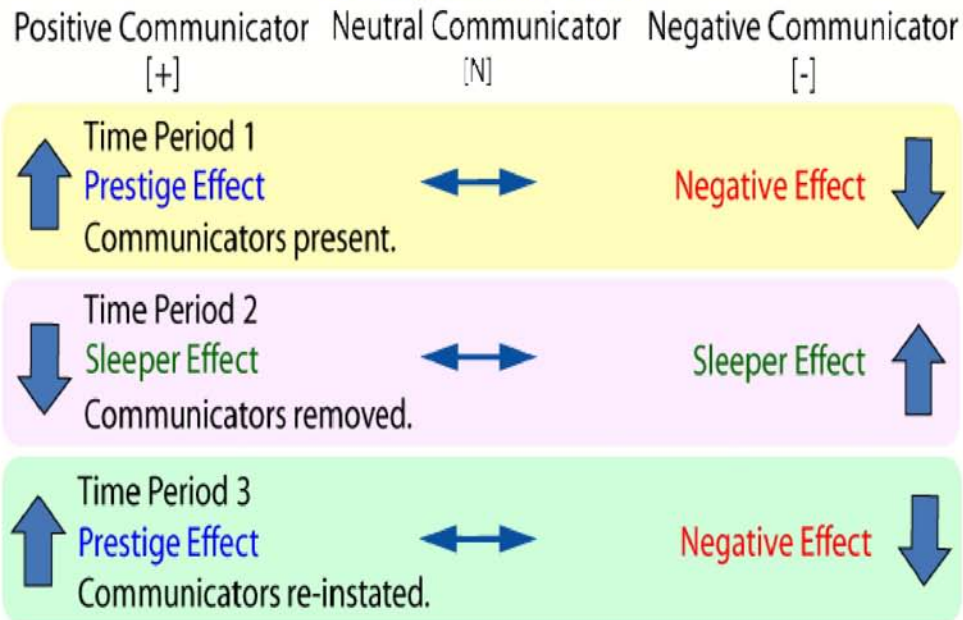 Positive Communicator Neutral Communicator Negative Communicator
[+] [N] [-]
Time Period 1
Prestige Effect Negative Effect
Communicators present.
Time Period 2
Sleeper Effect Sleeper Effect
Communicators removed.
Time Period 3
Prestige Effect Negative Effect
Communicators re-instated.